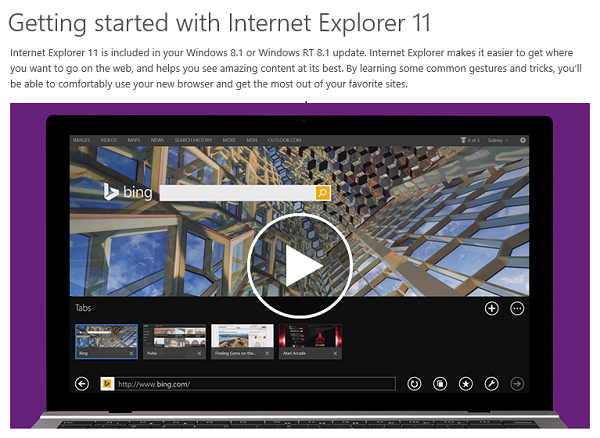 Getting started with Internet Explorer 11
Internet Explorer 11 is included in your Windows 8.1 or Windows RT 8.1 update. Internet Explorer makes it easier to get where
you want to go on the web, and helps you see amazing content at its best. By learning some common gestures and tricks, you'll
be able to comfortably use your new browser and get the most out of your favorite sites.
IMAGES VIDEOS MAPS NEWS SEARCH HISTORY MORE MSN OUTLOOK.COM 0 of 5 Sidney
bing
Tabs
Bing Pulse Finding Gems on the... Atari Arcade
http://www.bing.com/